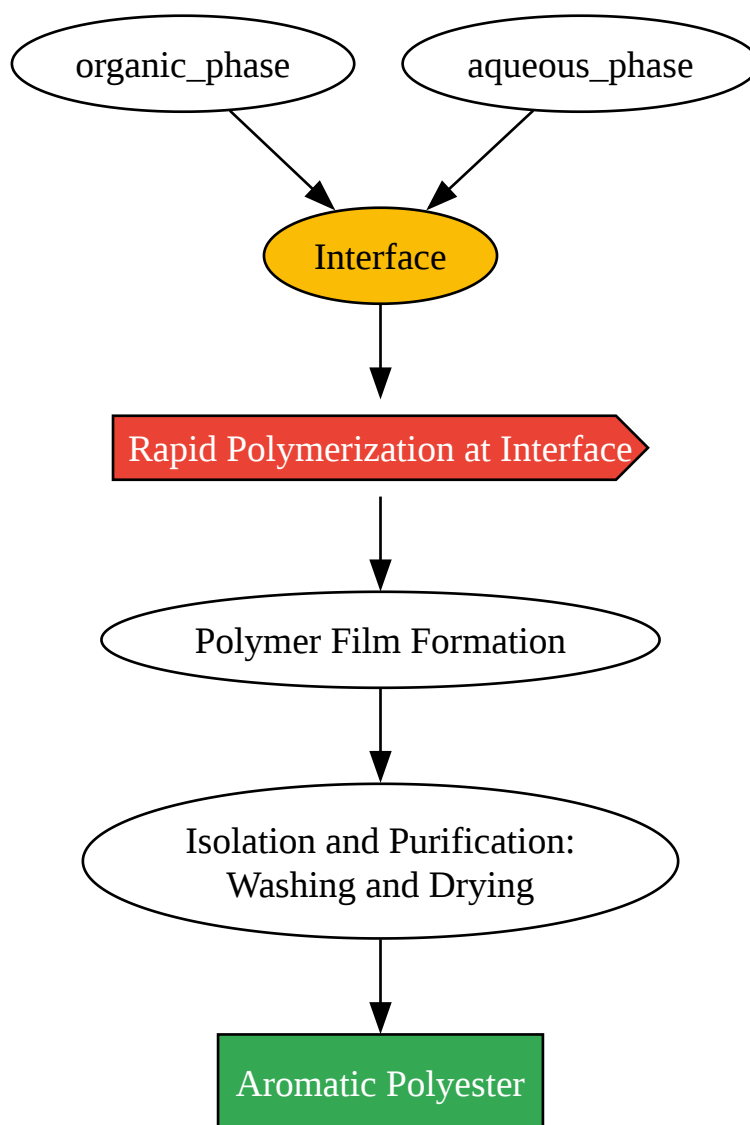 organic_phase
aqueous_phase
Interface
Rapid Polymerization at Interface
Polymer Film Formation
Isolation and Purification:
Washing and Drying
Aromatic Polyester